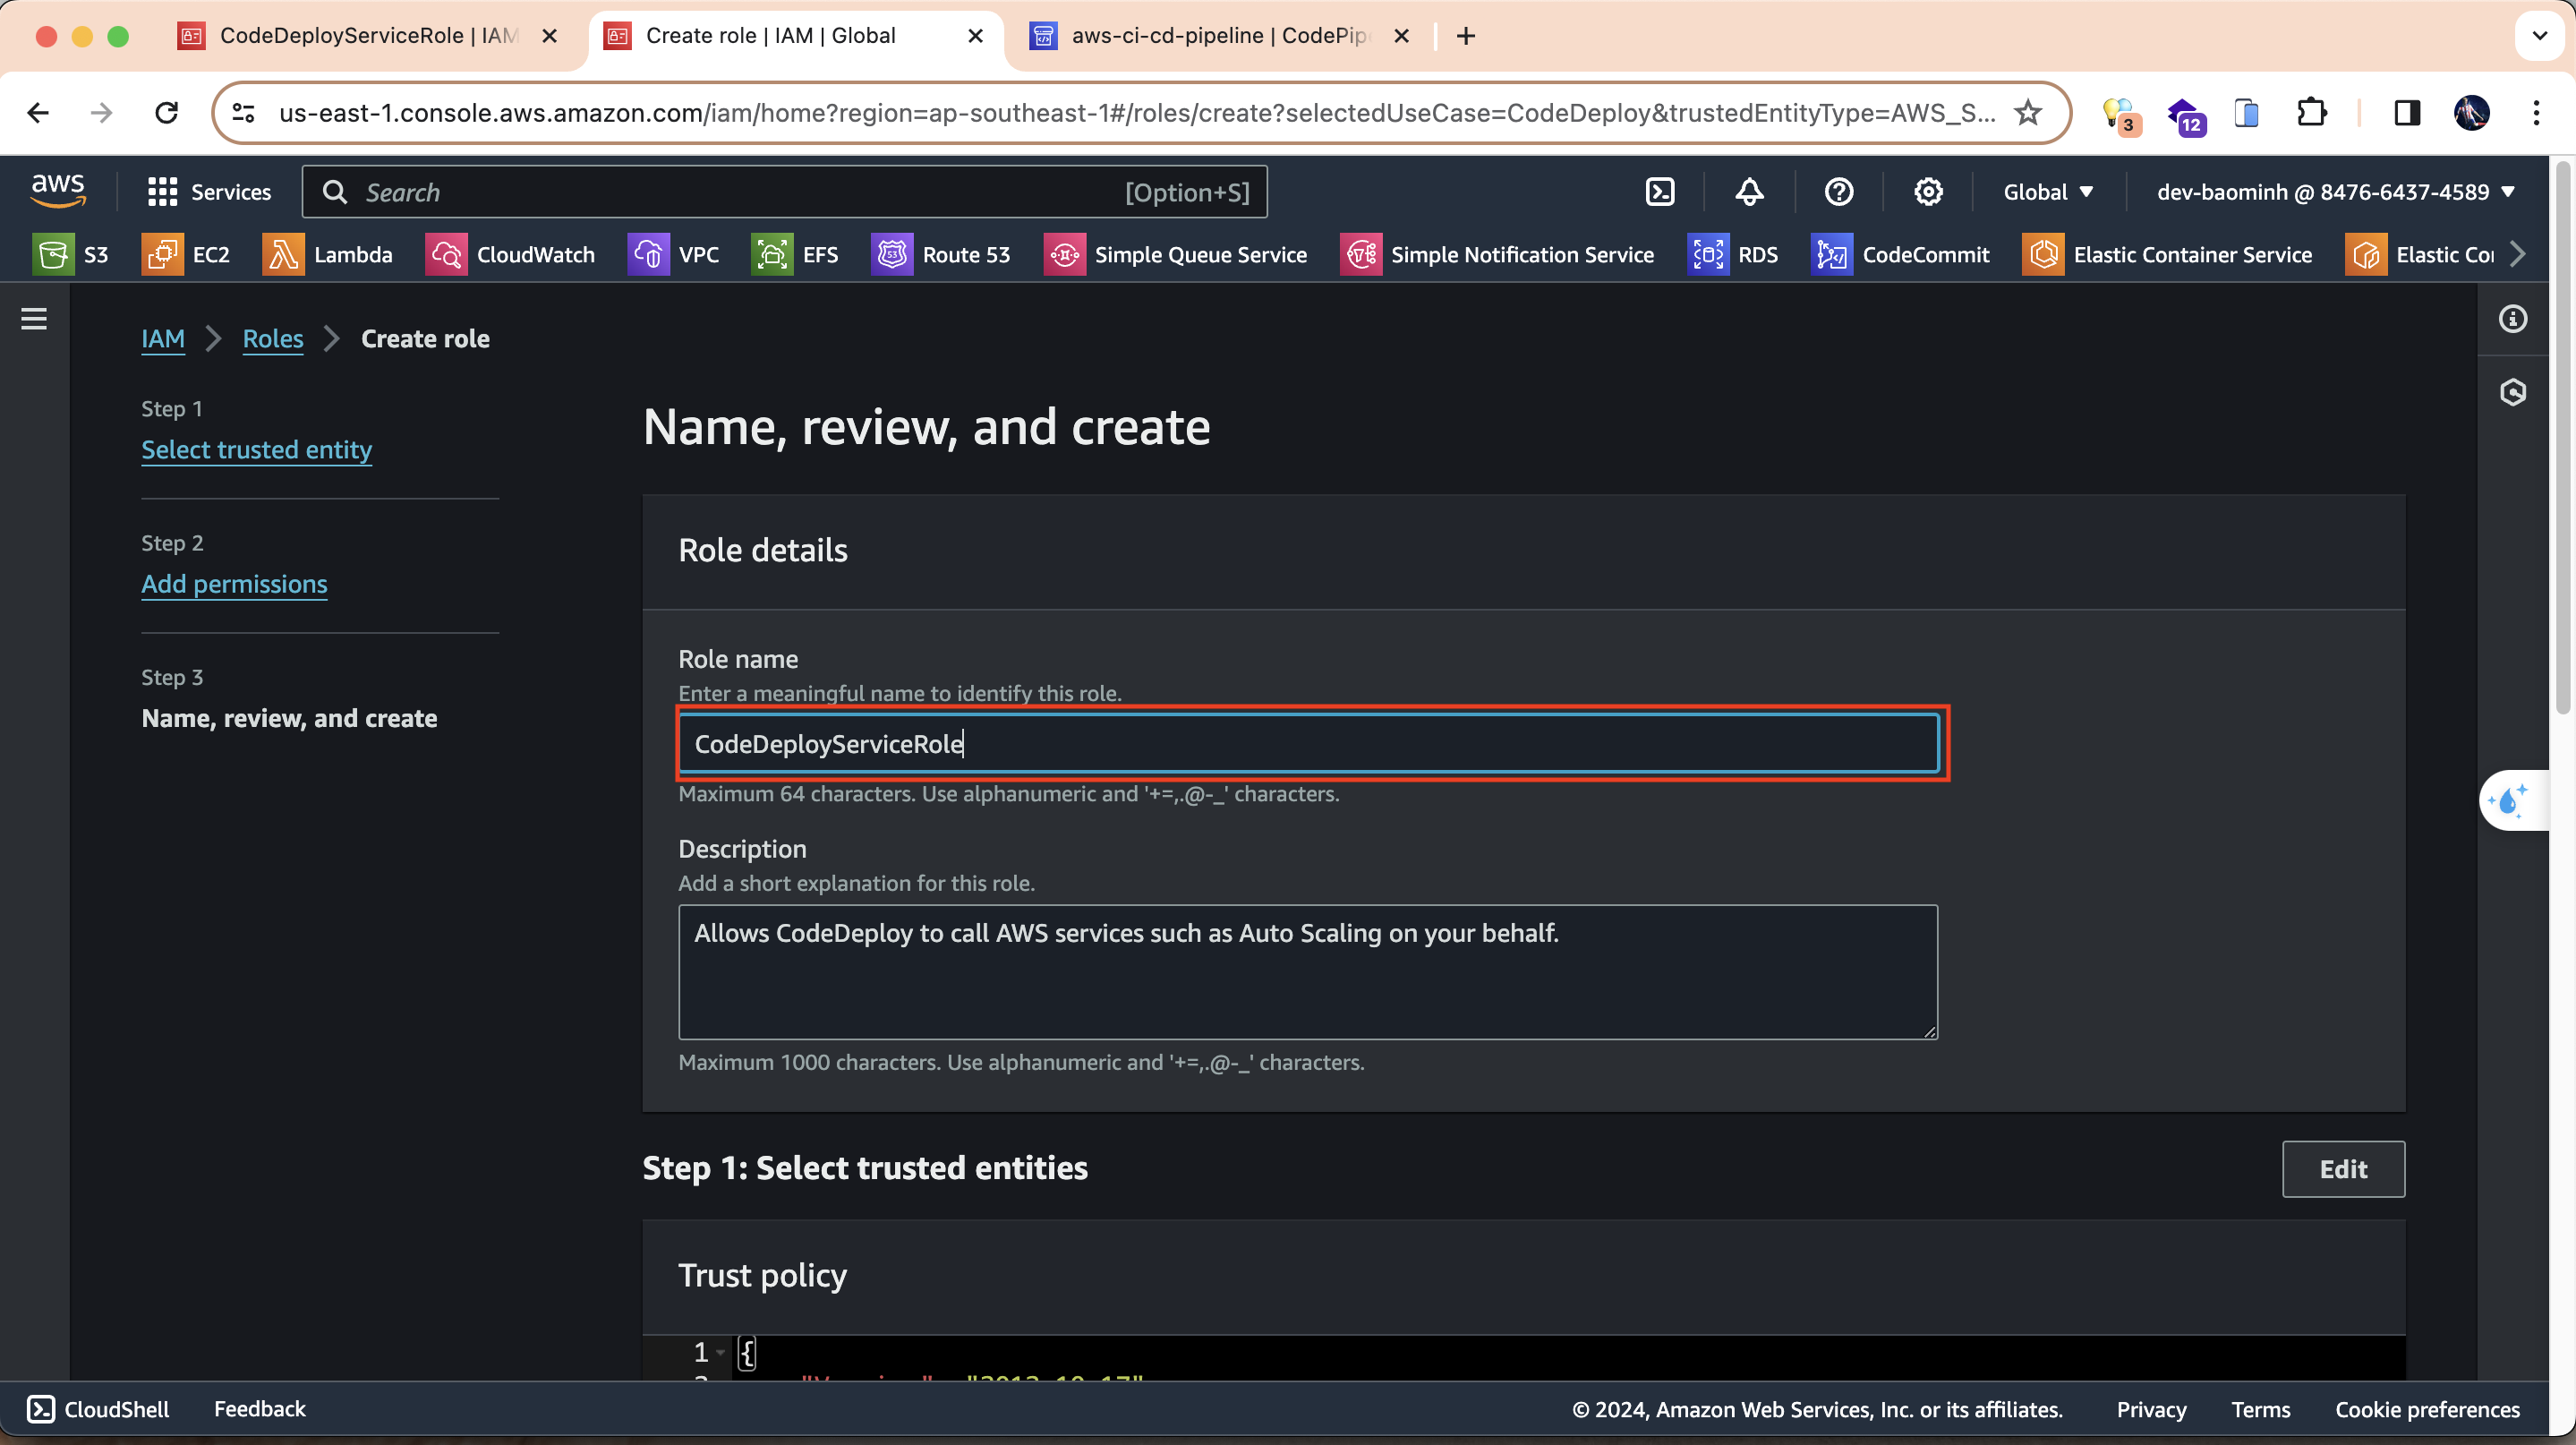 CodeDeployServiceRole | IAM
Create role | IAM | Global
aws-ci-cd-pipeline | CodePip
us-east-1.console.aws.amazon.com/iam/home?region=ap-southeast-1#/roles/create?selectedUseCase=CodeDeploy&trustedEntityType=AWS_S...
3
12
aws
Services
Search
[Option+S]
Global
dev-baominh @ 8476-6437-4589
S3
EC2
Lambda
CloudWatch
VPC
EFS
Route 53
Simple Queue Service
Simple Notification Service
RDS
CodeCommit
Elastic Container Service
Elastic Co
IAM
Roles
Create role
Step 1
Select trusted entity
Step 2
Add permissions
Step 3
Name, review, and create
Name, review, and create
Role details
Role name
Enter a meaningful name to identify this role.
CodeDeployServiceRole
Maximum 64 characters. Use alphanumeric and '+=,.@-_' characters.
Description
Add a short explanation for this role.
Allows CodeDeploy to call AWS services such as Auto Scaling on your behalf.
Maximum 1000 characters. Use alphanumeric and '+=,.@-_' characters.
Step 1: Select trusted entities
Edit
Trust policy
1 {
CloudShell
Feedback
© 2024, Amazon Web Services, Inc. or its affiliates.
Privacy
Terms
Cookie preferences